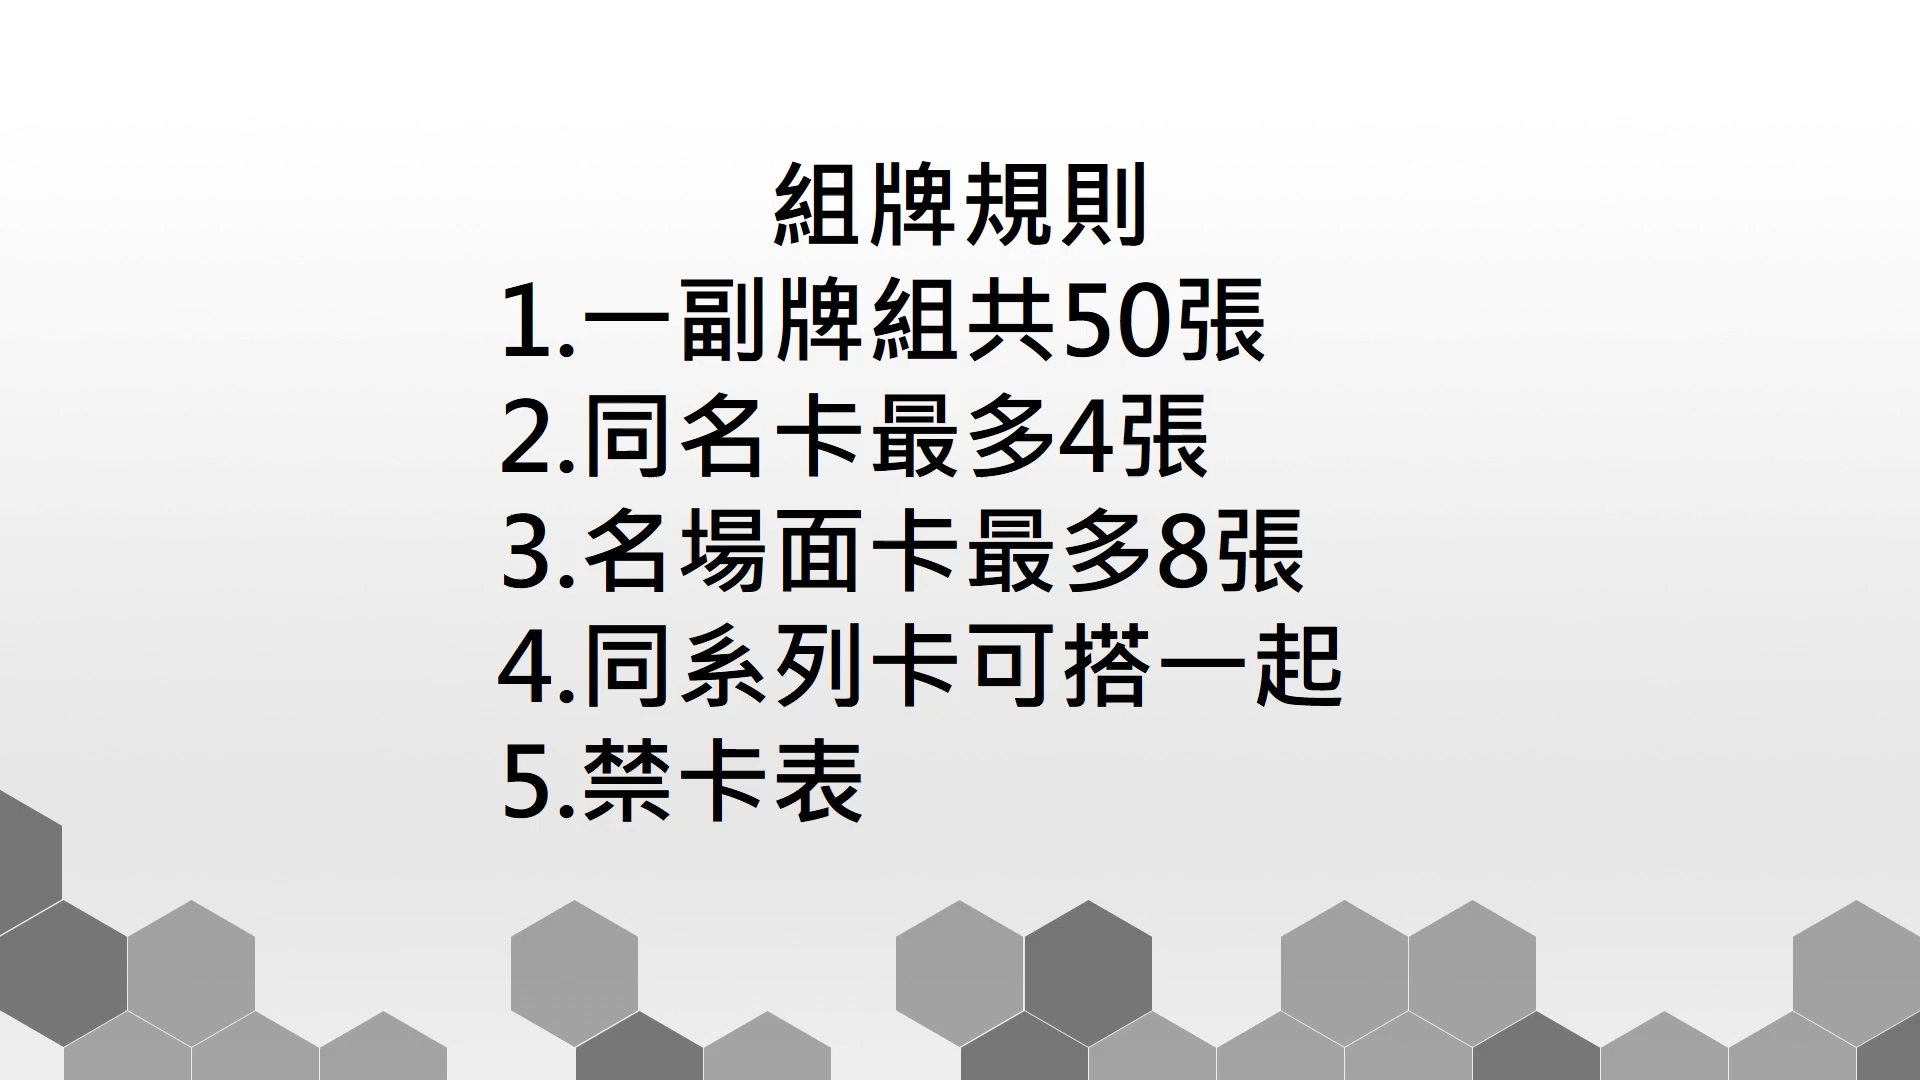 組牌規則
1.一副牌組共50張
2.同名卡最多4張
3.名場面卡最多8張
4.同系列卡可搭一起
5.禁卡表